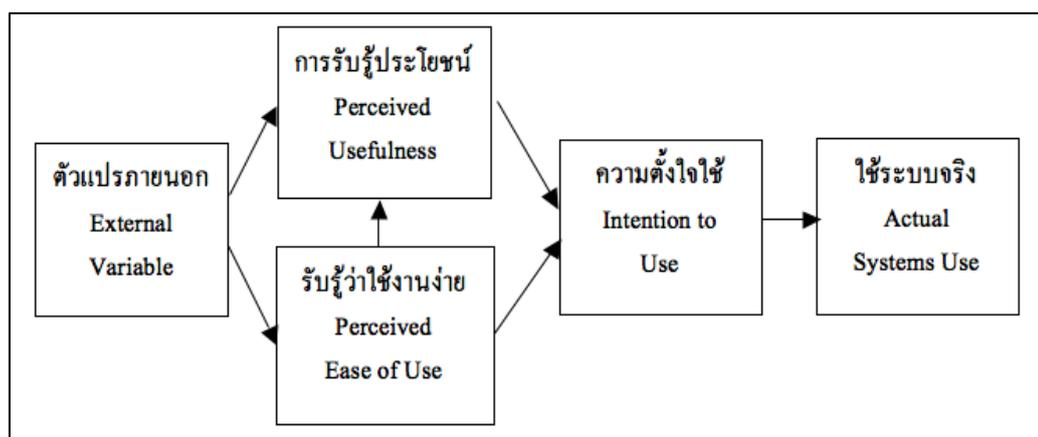 การรับรู้ประโยชน์
Perceived
Usefulness
ตัวแปรภายนอก
External
Variable
รับรู้ว่าใช้งานง่าย
Perceived
Ease of Use
ความตั้งใจใช้
Intention to
Use
ใช้ระบบจริง
Actual
Systems Use